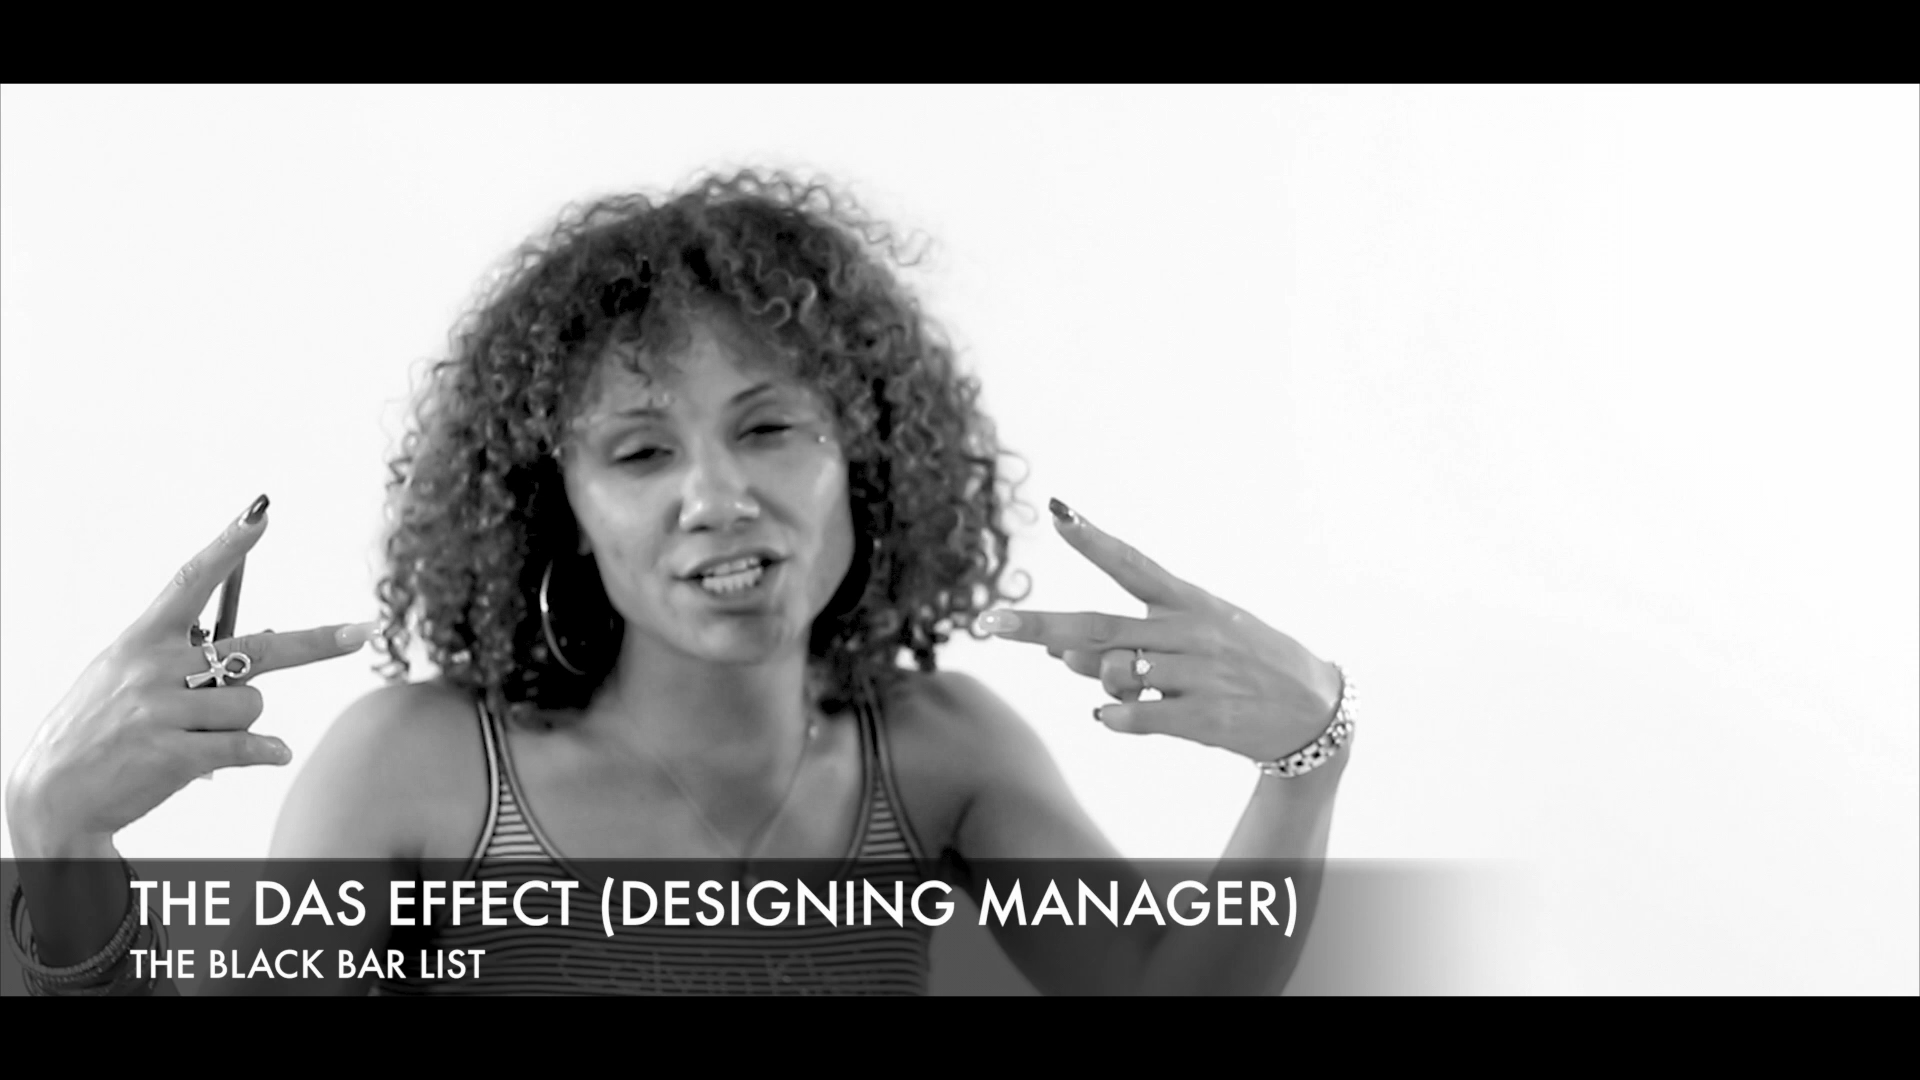 THE DAS EFFECT (DESIGNING MANAGER)
THE BLACK BAR LIST